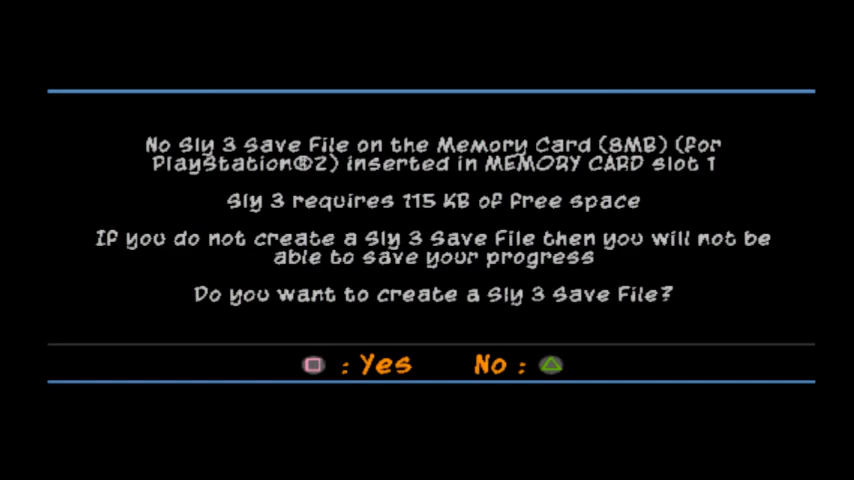 No Sly 3 Save File on the Memory Card (8MB) (for
PlayStation®2) inserted in MEMORY CARD slot 1
Sly 3 requires 115 KB of free space
If you do not create a Sly 3 Save File then you will not be
able to save your progress
Do you want to create a Sly 3 Save File?
: Yes No :